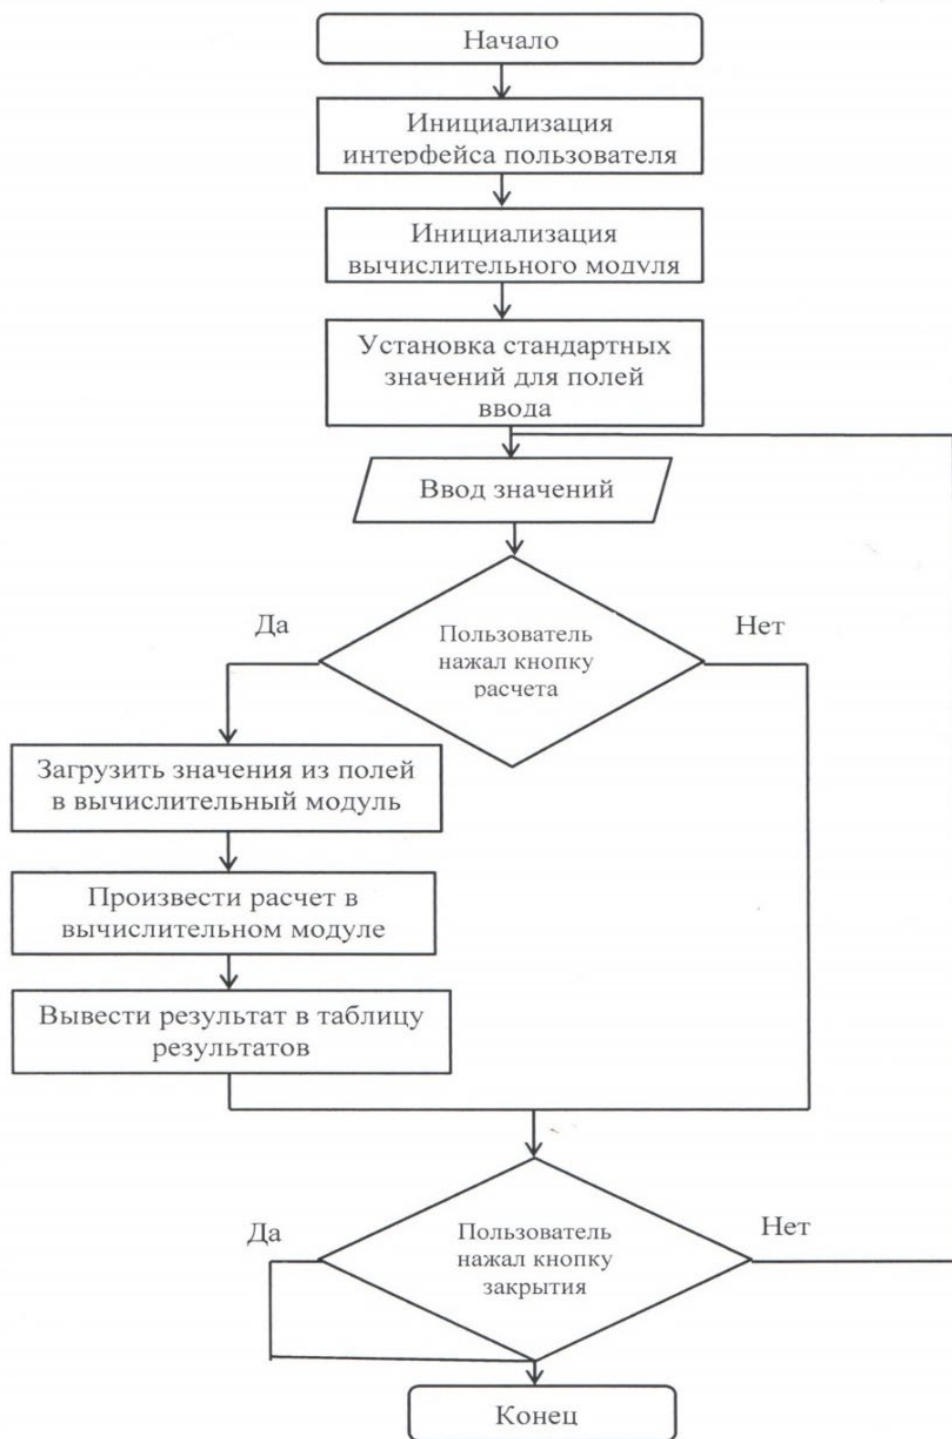 Начало
Инициализация
интерфейса пользователя
Инициализация
вычислительного модуля
Установка стандартных
значений для полей
ввода
Ввод значений
Да
Нет
Пользователь
нажал кнопку
расчета
Загрузить значения из полей
в вычислительный модуль
Произвести расчет в
вычислительном модуле
Вывести результат в таблицу
результатов
Да
Нет
Пользователь
нажал кнопку
закрытия
Конец